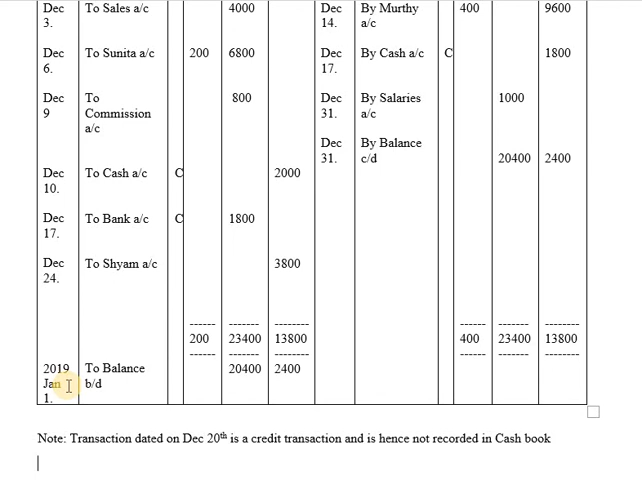 Dec To Sales a/c 4000 Dec By Murthy 400 9600
3. 14. a/c
Dec To Sunita a/c 200 6800 Dec By Cash a/c C 1800
6. 17.
Dec To 800 Dec By Salaries 1000
9 Commission 31. a/c
a/c
Dec By Balance
31. c/d 20400 2400
Dec To Cash a/c C 2000
10.
Dec To Bank a/c C 1800
17.
Dec To Shyam a/c 3800
24.
------ ------- -------- ------ ------- --------
200 23400 13800 400 23400 13800
------ ------- -------- ------ ------- --------
2019 To Balance 20400 2400
Jan b/d
1.
Note: Transaction dated on Dec 20th is a credit transaction and is hence not recorded in Cash book